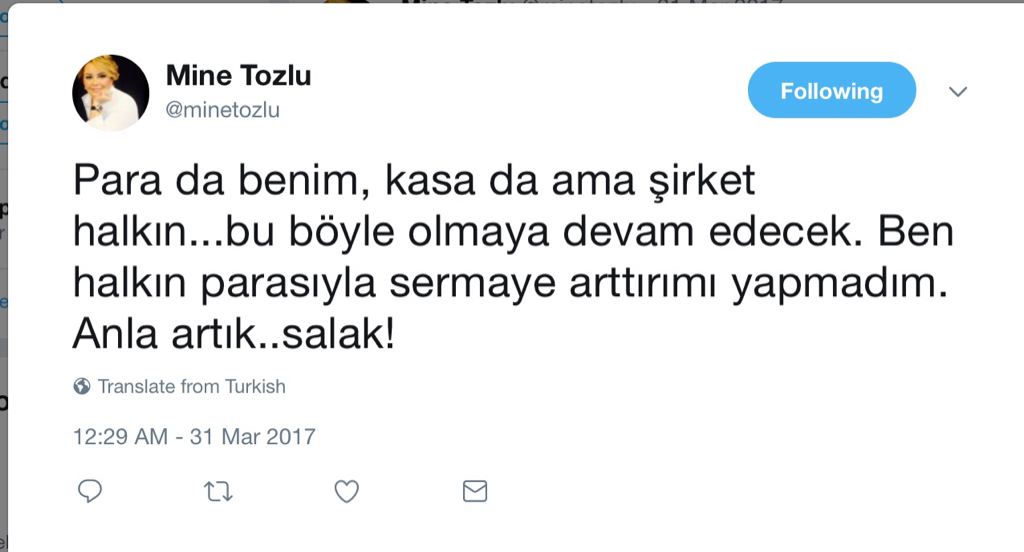 Mine Tozlu
@minetozlu
Following
Para da benim, kasa da ama şirket
halkın...bu böyle olmaya devam edecek. Ben
halkın parasıyla sermaye arttırımı yapmadım.
Anla artık..salak!
Translate from Turkish
12:29 AM - 31 Mar 2017